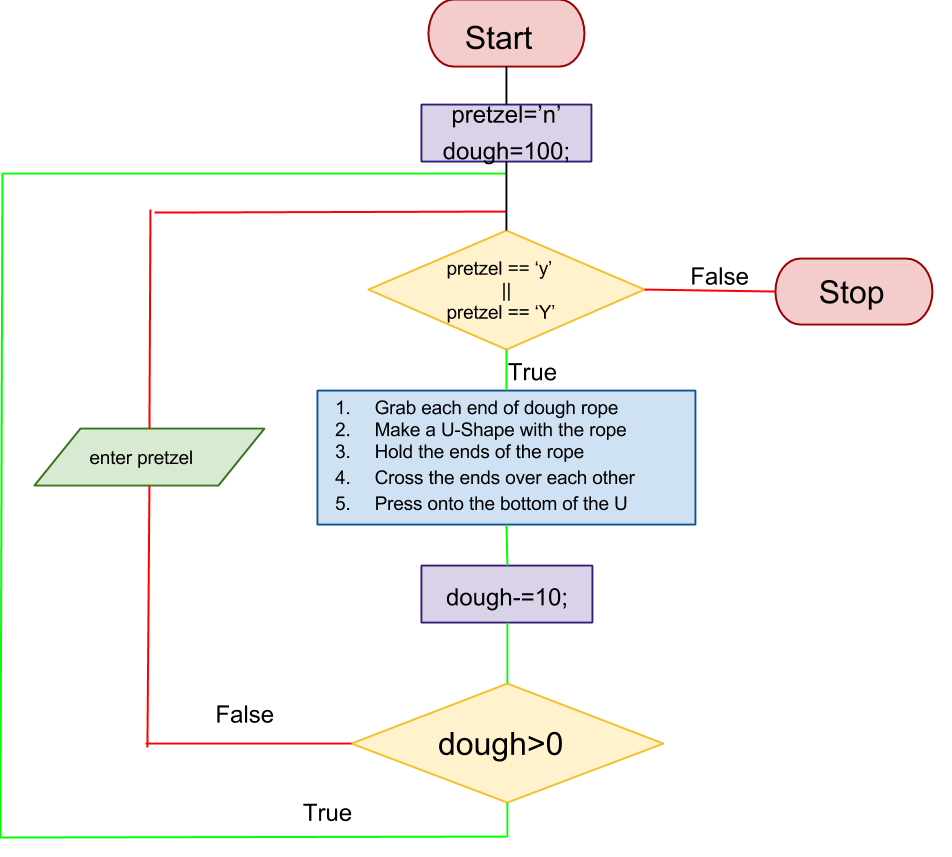 Start
pretzel=’n’
dough=100;
pretzel == ‘y’
||
pretzel == ‘Y’
False
Stop
True
1. Grab each end of dough rope
2. Make a U-Shape with the rope
3. Hold the ends of the rope
4. Cross the ends over each other
5. Press onto the bottom of the U
enter pretzel
dough-=10;
False
dough>0
True